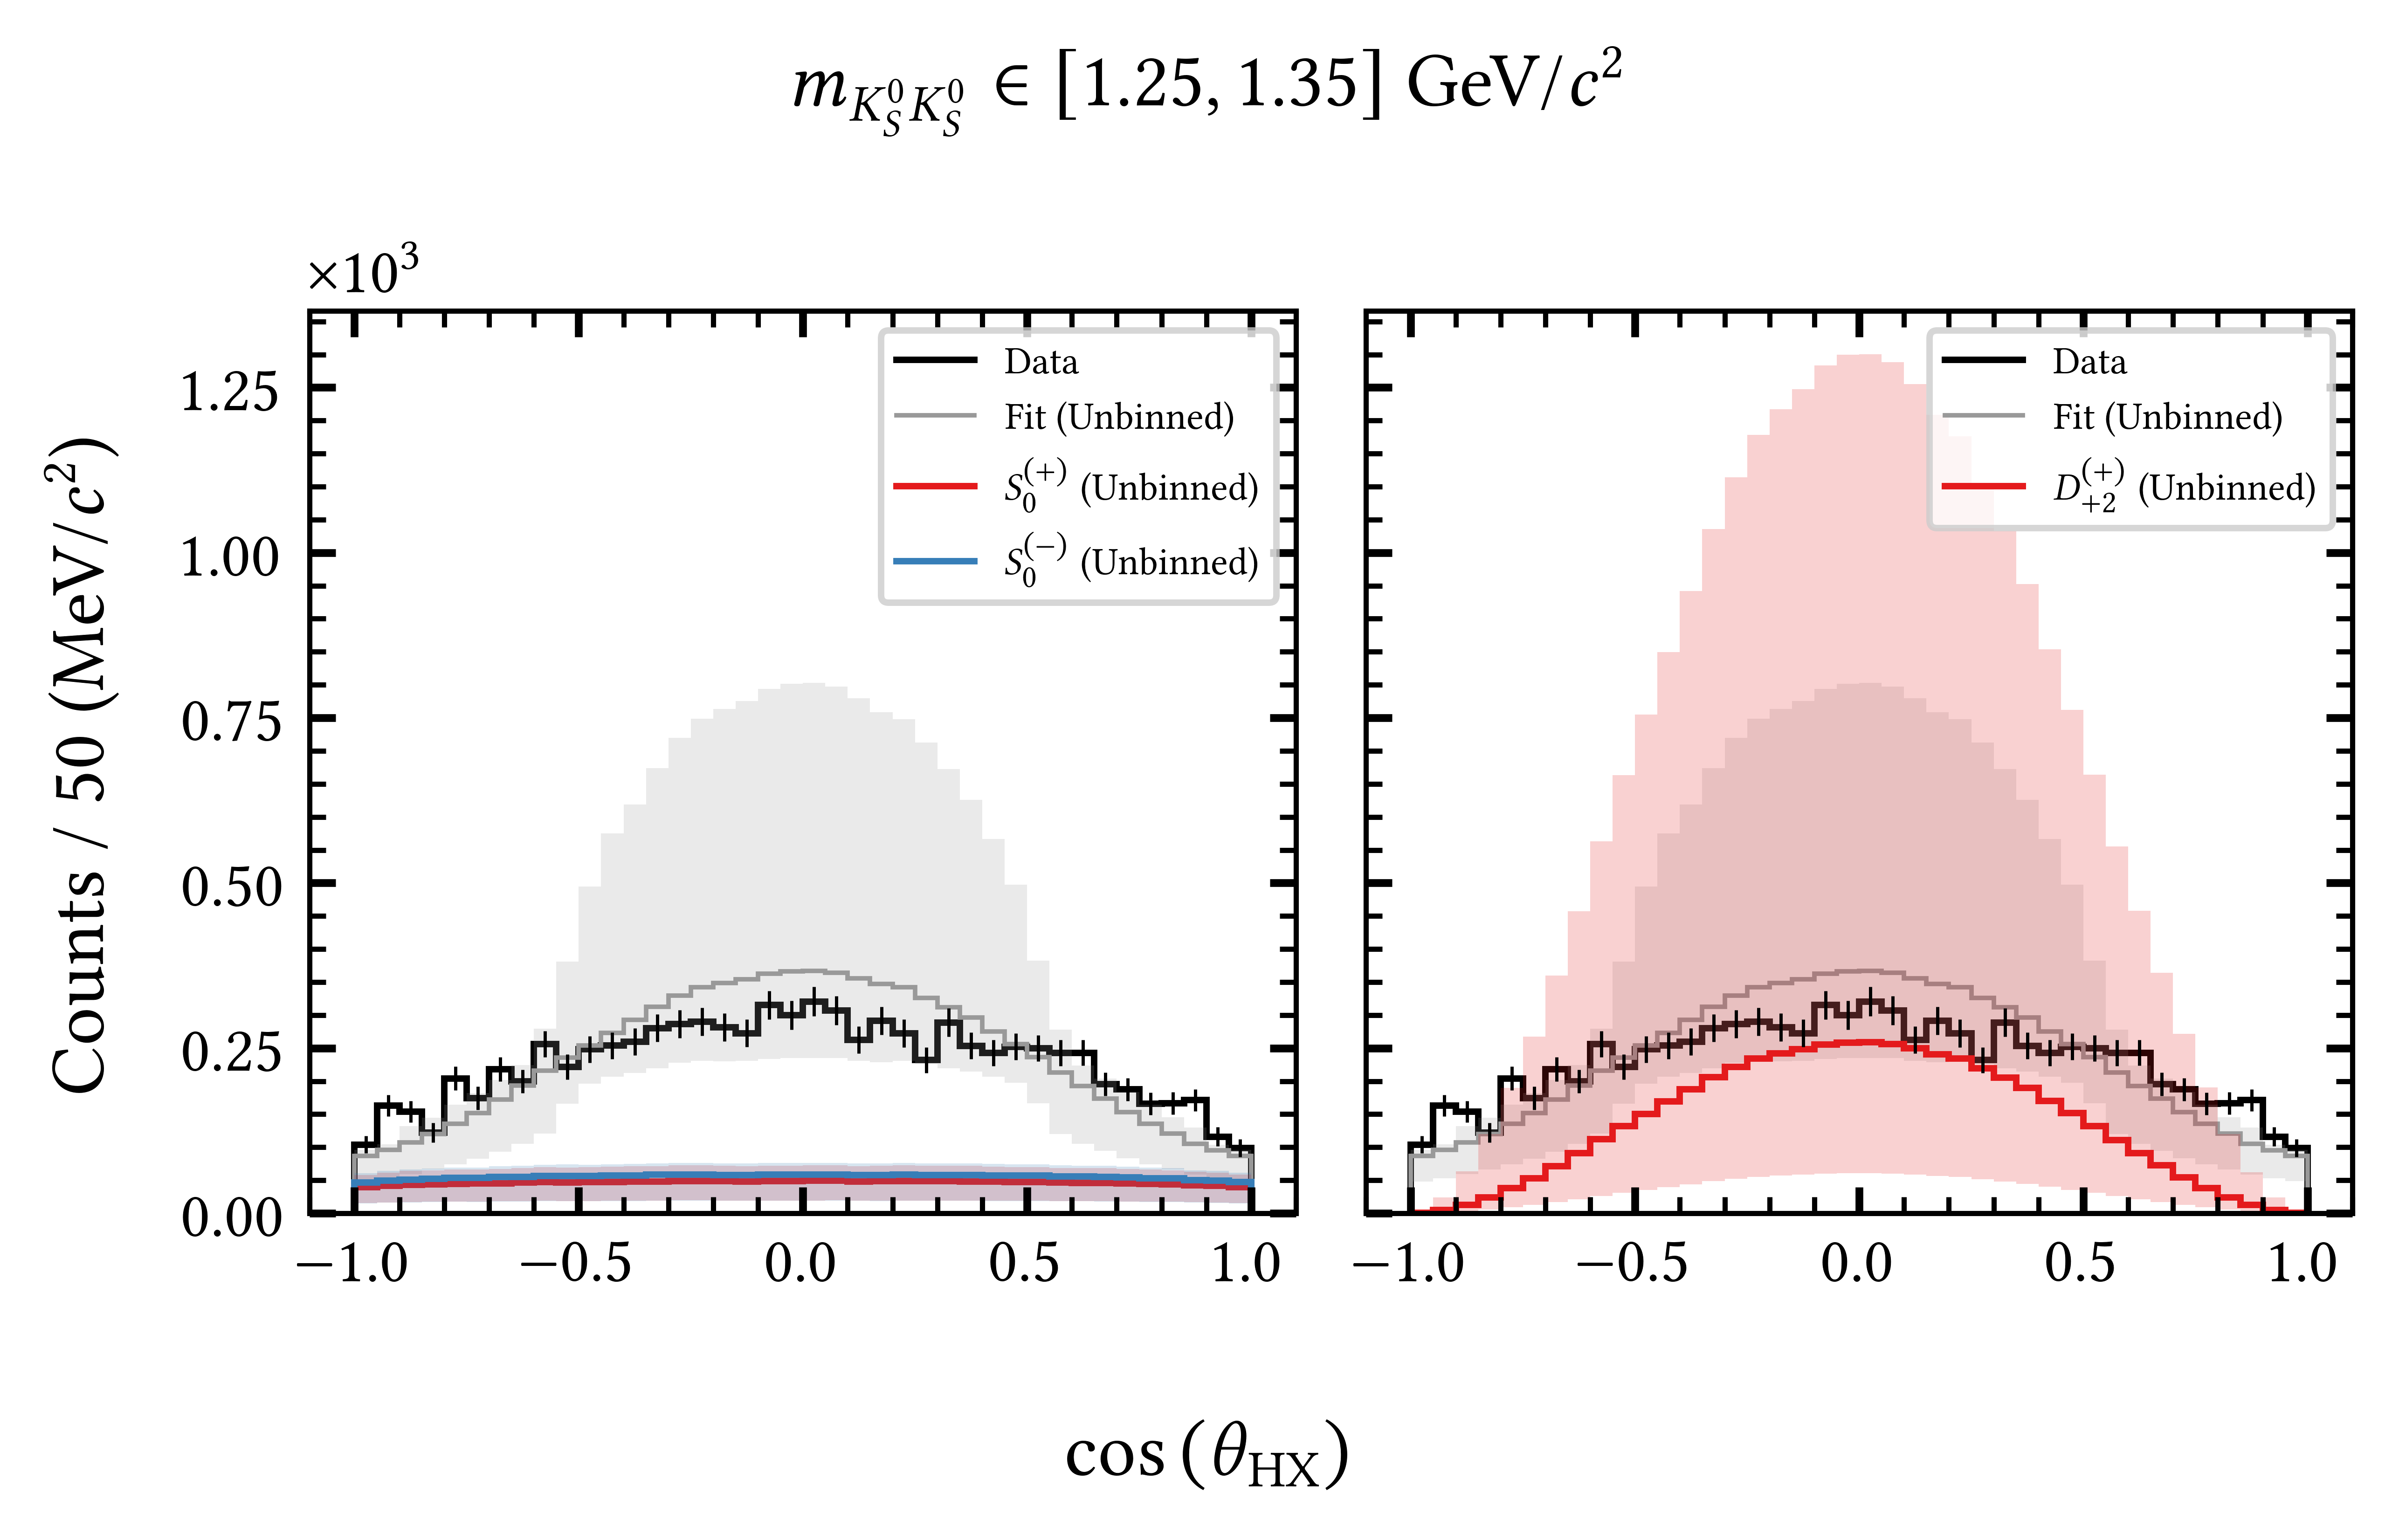 m_{K_S^0 K_S^0} ∈ [1.25, 1.35] GeV/c²
×10³
Counts / 50 (MeV/c²)
1.25
1.00
0.75
0.50
0.25
0.00
Data
Fit (Unbinned)
S_0^{(+)} (Unbinned)
S_0^{(−)} (Unbinned)
−1.0 −0.5 0.0 0.5 1.0
Data
Fit (Unbinned)
D_{+2}^{(+)} (Unbinned)
−1.0 −0.5 0.0 0.5 1.0
cos (θ_{HX})